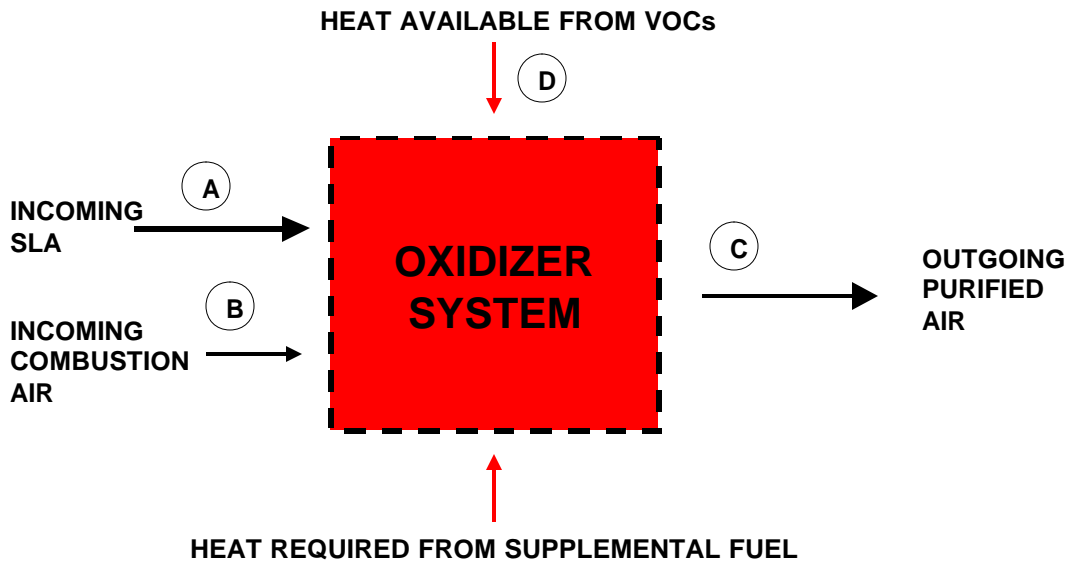 HEAT AVAILABLE FROM VOCs
D
A
INCOMING
SLA
OXIDIZER
SYSTEM
C
OUTGOING
PURIFIED
AIR
B
INCOMING
COMBUSTION
AIR
HEAT REQUIRED FROM SUPPLEMENTAL FUEL